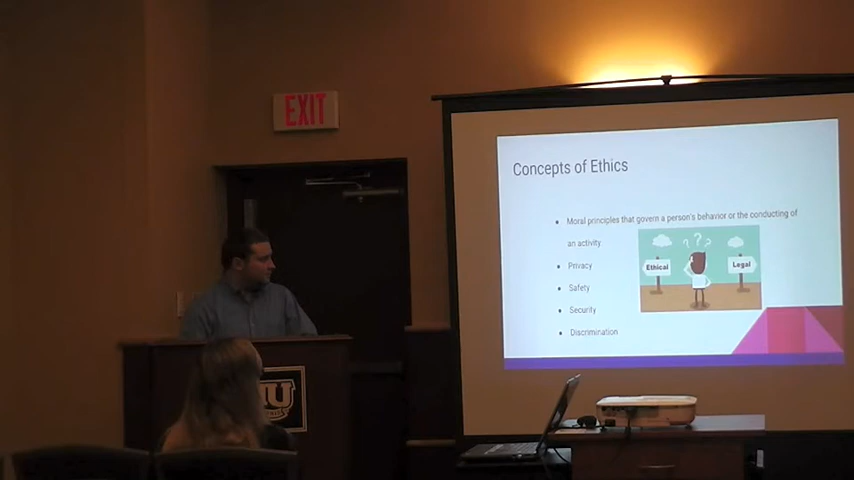 EXIT
Concepts of Ethics
Moral principles that govern a person's behavior or the conducting of
an activity
Privacy
Safety
Security
Discrimination
? ? ?
Ethical
Legal